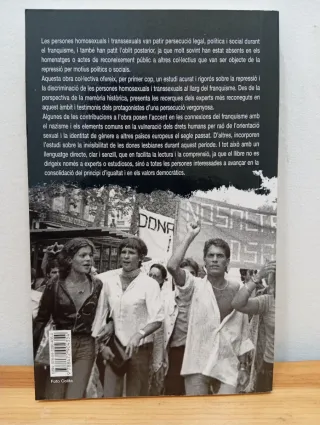 Les persones homosexuals i transsexuals van patir persecució legal, política i social durant
el franquisme, i també han patit l'oblit posterior, ja que molt sovint han estat absents en els
homenatges o actes de reconeixement públic a altres col·lectius que van ser objecte de la
repressió per motius polítics o socials.
Aquesta obra col·lectiva ofereix, per primer cop, un estudi acurat i rigorós sobre la repressió i
la discriminació de les persones homosexuals i transsexuals al llarg del franquisme. Des de la
perspectiva de la memòria històrica, presenta les recerques dels experts més reconeguts en
aquest àmbit i testimonis dels protagonistes d'una persecució vergonyosa.
Algunes de les contribucions a l'obra posen l'accent en les connexions del franquisme amb
el nazisme i els elements comuns en la vulneració dels drets humans per raó de l'orientació
sexual i la identitat de gènere a altres països europeus el segle passat. D'altres, incorporen
l'estudi sobre la invisibilitat de les dones lesbianes durant aquest període. I tot això amb un
llenguatge directe, clar i senzill, que en facilita la lectura i la comprensió, ja que el llibre no es
dirigeix només a experts o estudiosos, sinó a totes les persones interessades a avançar en la
consolidació del principi d'igualtat i en els valors democràtics.
DONA
Foto Colita